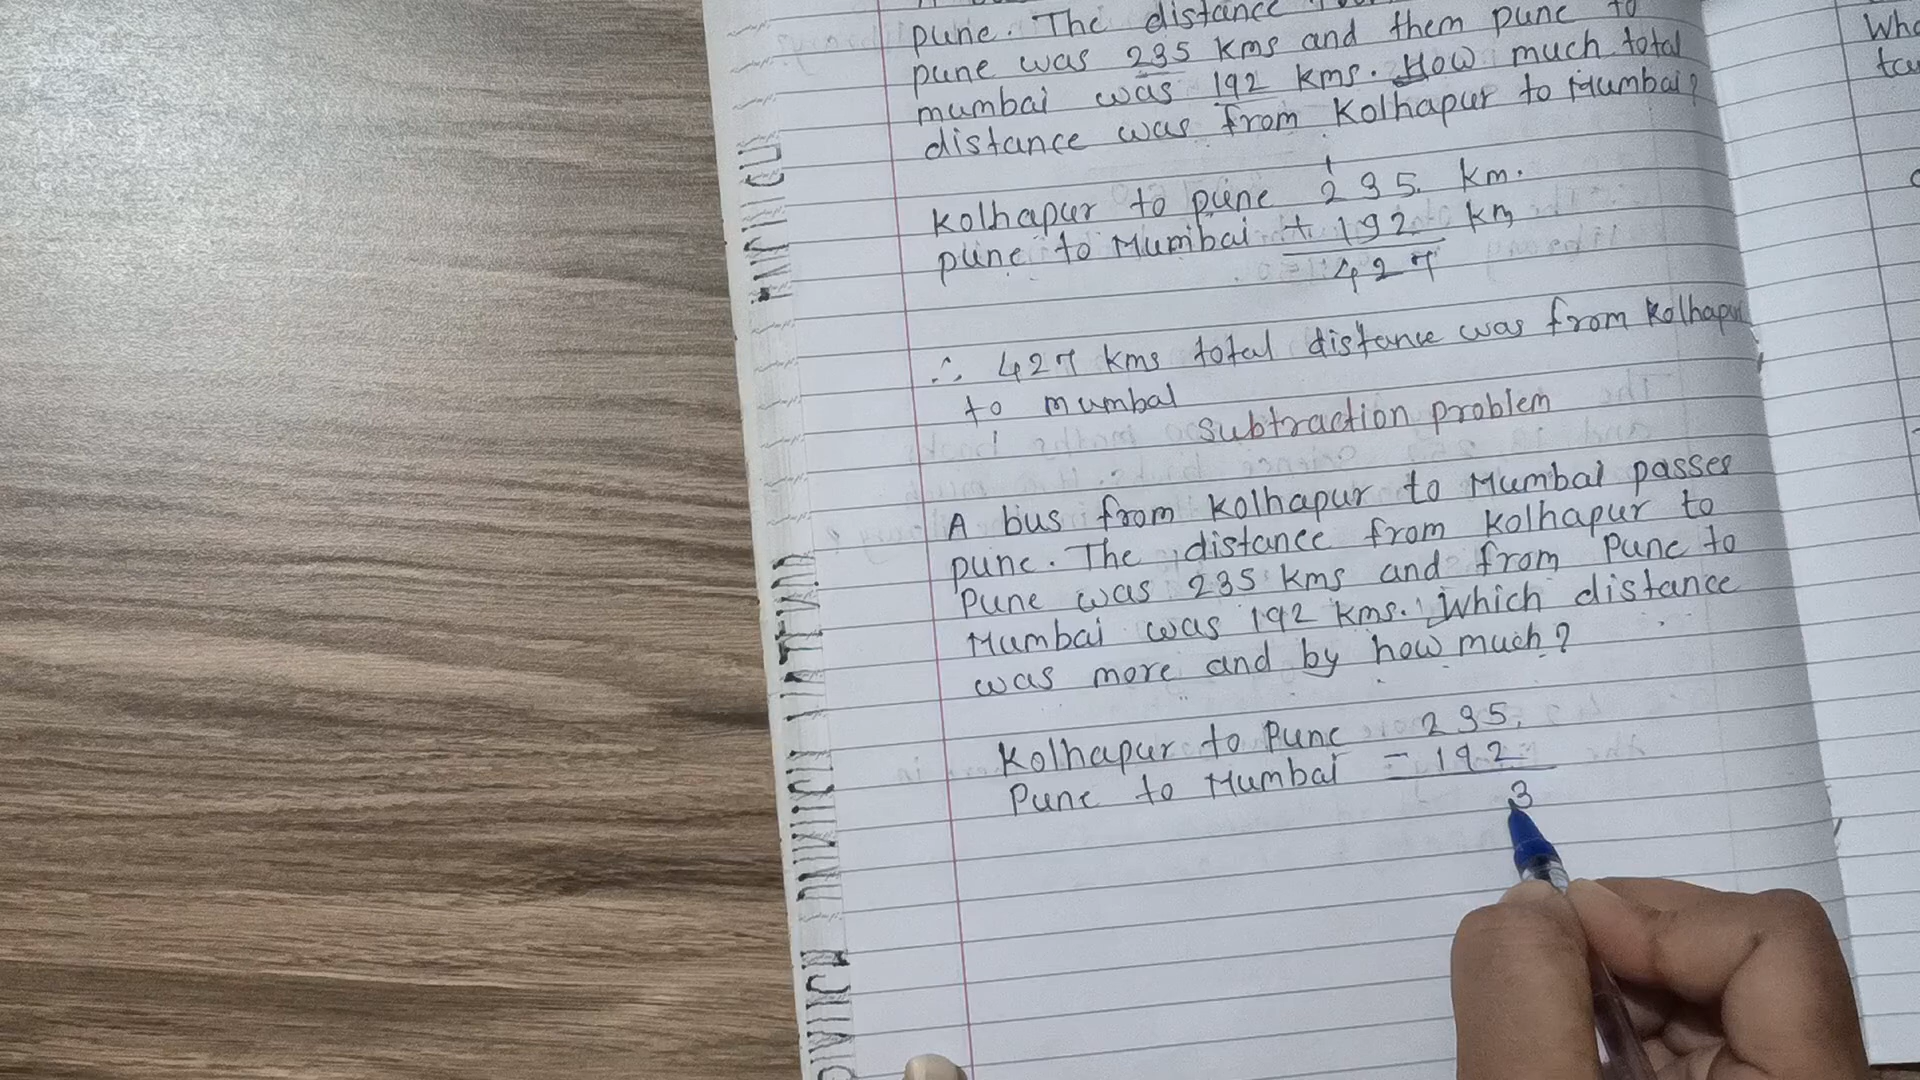 pune. The distance
pune was 235 kms and them pune to
mumbai was 192 kms. How much total
distance was from Kolhapur to Mumbai?
Kolhapur to pune 235 km.
1
pune to Mumbai + 192 km
427
∴ 427 kms total distance was from Kolhapur
to mumbai
subtraction problem
A bus from Kolhapur to Mumbai passes
pune. The distance from Kolhapur to
Pune was 235 kms and from Pune to
Mumbai was 192 kms. Which distance
was more and by how much?
Kolhapur to Pune 235
Pune to Mumbai - 192
3